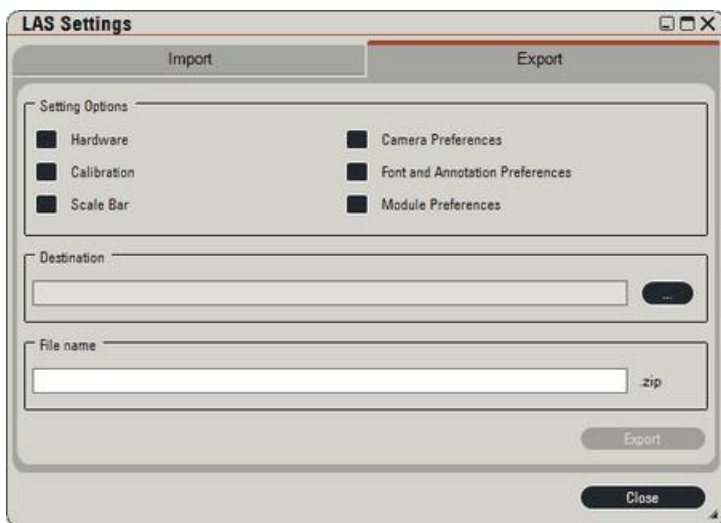 LAS Settings
Import
Export
Setting Options
Hardware
Camera Preferences
Calibration
Font and Annotation Preferences
Scale Bar
Module Preferences
Destination
...
File name
.zip
Export
Close